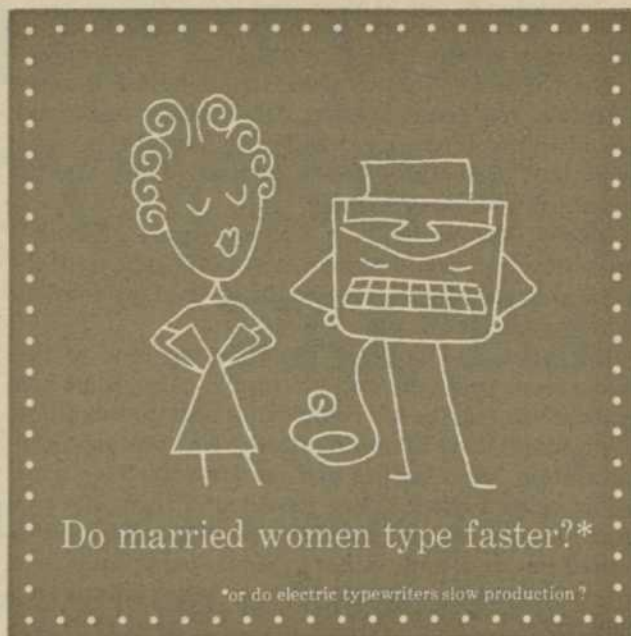 Do married women type faster?*
*or do electric typewriters slow production?